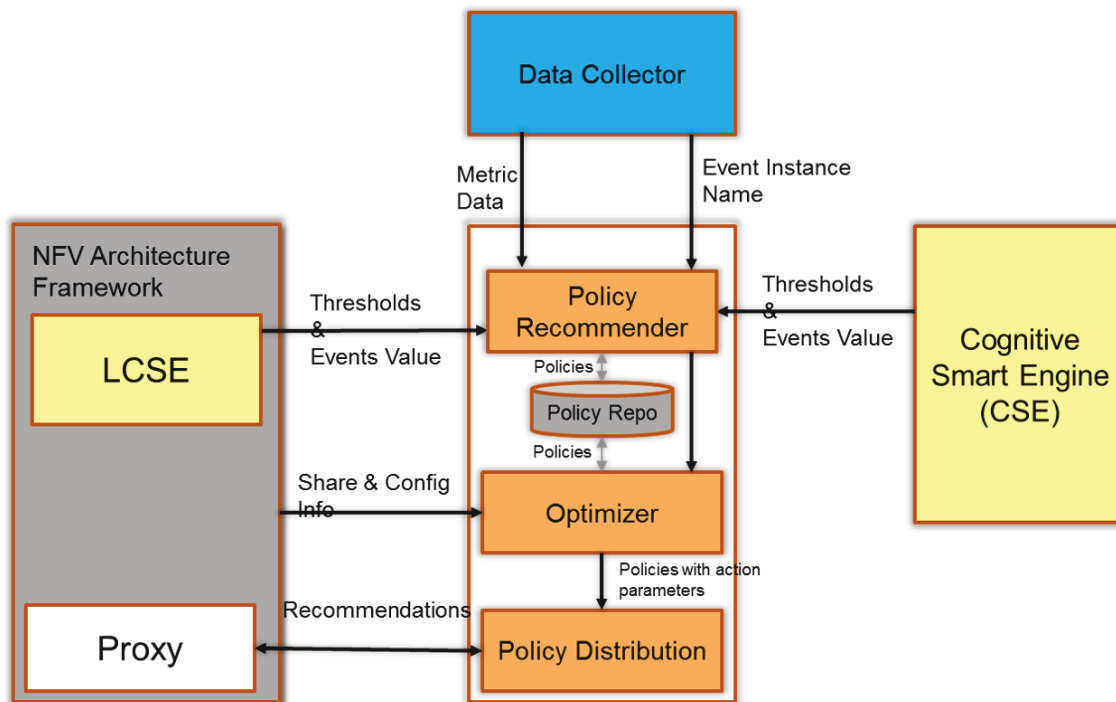 Data Collector
Metric
Data
Event Instance
Name
NFV Architecture
Framework
LCSE
Thresholds
&
Events Value
Policy
Recommender
Thresholds
&
Events Value
Cognitive
Smart Engine
(CSE)
Policies
Policy Repo
Policies
Share & Config
Info
Optimizer
Policies with action
parameters
Recommendations
Proxy
Policy Distribution